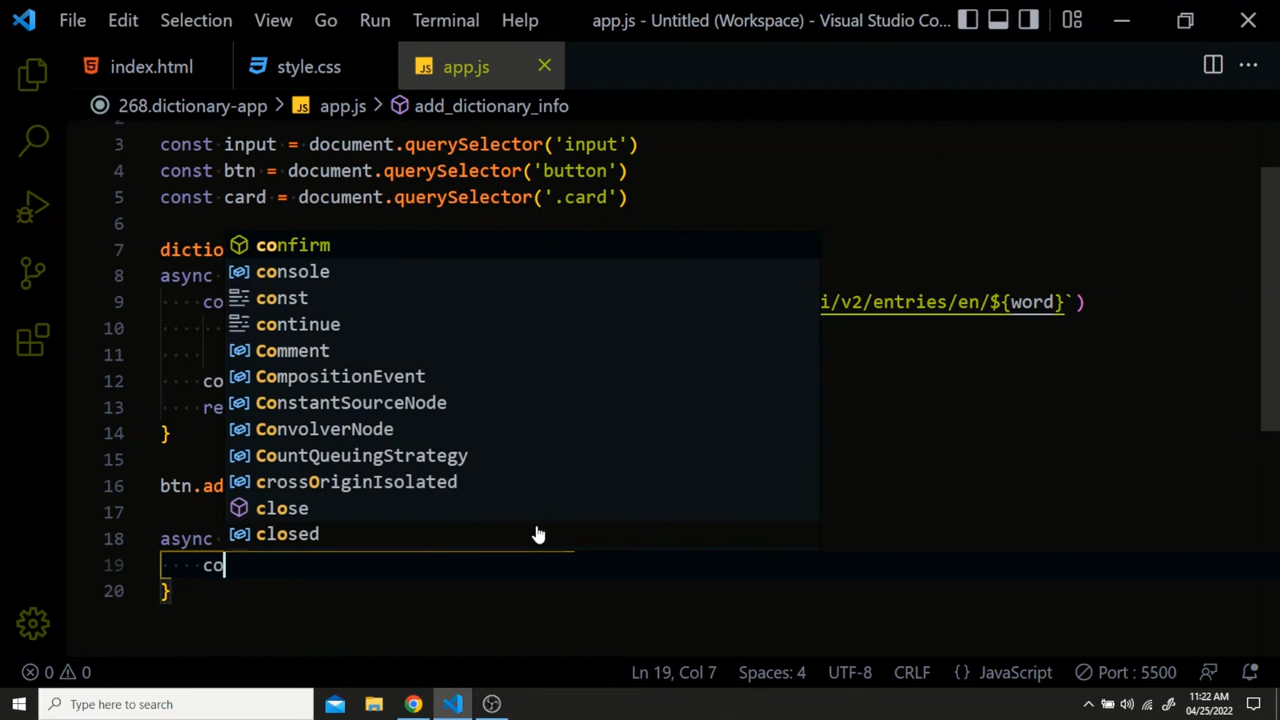 File Edit Selection View Go Run Terminal Help app.js - Untitled (Workspace) - Visual Studio Co...
index.html style.css JS app.js
268.dictionary-app > JS app.js > add_dictionary_info
3 const input = document.querySelector('input')
4 const btn = document.querySelector('button')
5 const card = document.querySelector('.card')
6
7 dictio
confirm
8 async
console
9 co i/v2/entries/en/${word}`)
const
10
continue
11
Comment
12 co
CompositionEvent
13 re
ConstantSourceNode
14 }
ConvolverNode
15
CountQueuingStrategy
16 btn.ad
crossOriginIsolated
17
close
18 async
closed
19 co
20 }
0 0 Ln 19, Col 7 Spaces: 4 UTF-8 CRLF {} JavaScript Port : 5500
Type here to search
11:22 AM
04/25/2022